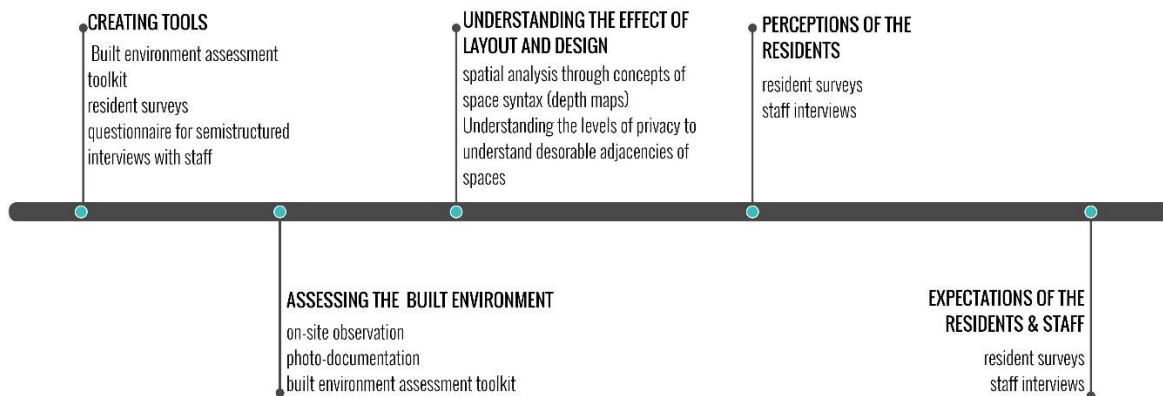 CREATING TOOLS
Built environment assessment
toolkit
resident surveys
questionnaire for semistructured
interviews with staff
UNDERSTANDING THE EFFECT OF
LAYOUT AND DESIGN
spatial analysis through concepts of
space syntax (depth maps)
Understanding the levels of privacy to
understand desorable adjacencies of
spaces
PERCEPTIONS OF THE
RESIDENTS
resident surveys
staff interviews
ASSESSING THE BUILT ENVIRONMENT
on-site observation
photo-documentation
built environment assessment toolkit
EXPECTATIONS OF THE
RESIDENTS & STAFF
resident surveys
staff interviews